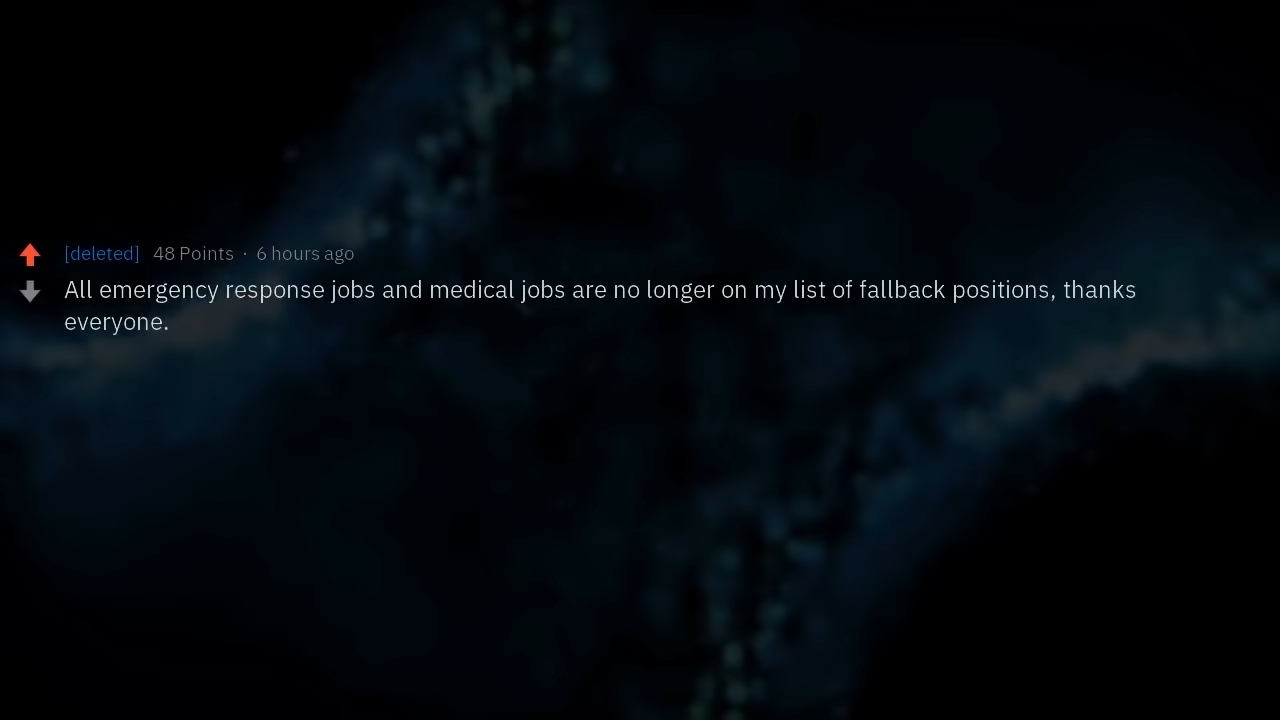 [deleted] 48 Points · 6 hours ago
All emergency response jobs and medical jobs are no longer on my list of fallback positions, thanks
everyone.